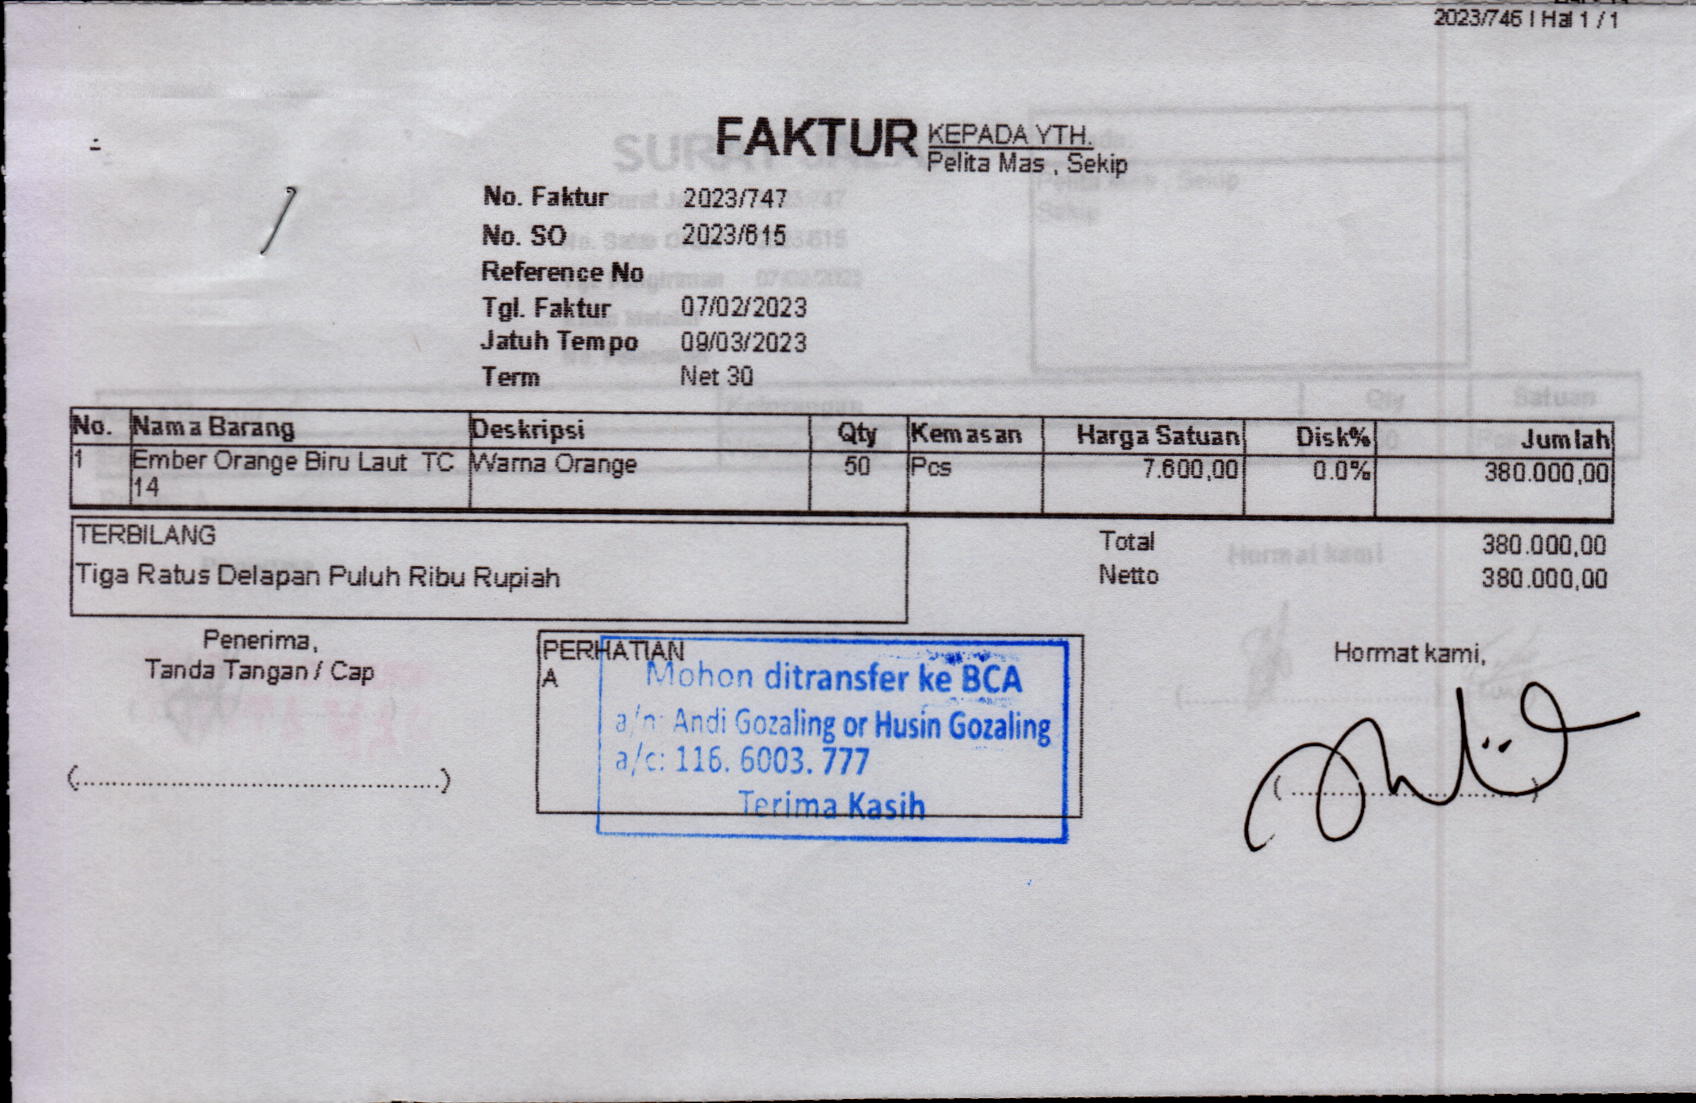 2023/746 | Hal 1 / 1
FAKTUR
KEPADA YTH.
Pelita Mas , Sekip
No. Faktur 2023/747
No. SO 2023/615
Reference No
Tgl. Faktur 07/02/2023
Jatuh Tempo 09/03/2023
Term Net 30
No. Nama Barang Deskripsi Qty Kemasan Harga Satuan Disk% Jumlah
1 Ember Orange Biru Laut TC Warna Orange 50 Pcs 7.600,00 0.0% 380.000,00
14
TERBILANG
Tiga Ratus Delapan Puluh Ribu Rupiah
Total 380.000,00
Netto 380.000,00
Penerima,
Tanda Tangan / Cap
(............................................)
PERHATIAN
A
Mohon ditransfer ke BCA
a/n: Andi Gozaling or Husin Gozaling
a/c: 116. 6003. 777
Terima Kasih
Hormat kami,